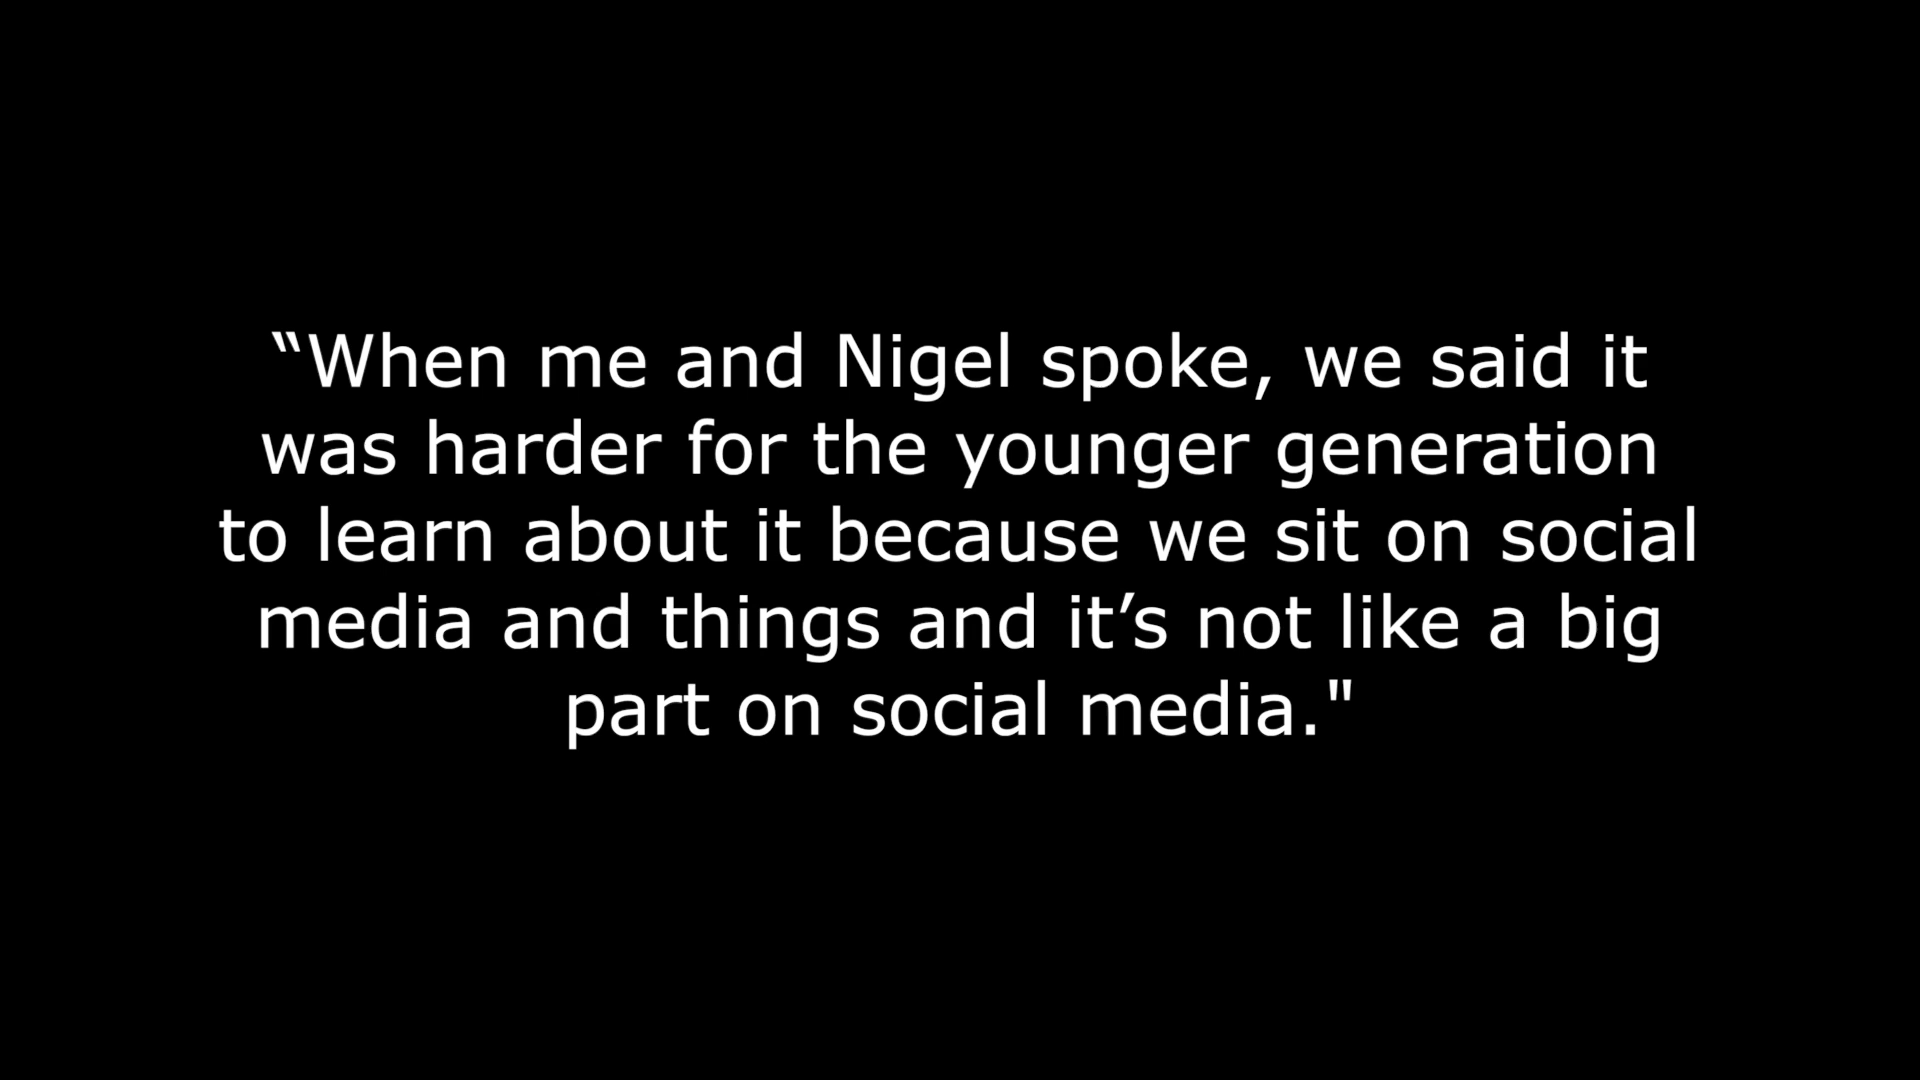 “When me and Nigel spoke, we said it
was harder for the younger generation
to learn about it because we sit on social
media and things and it’s not like a big
part on social media."